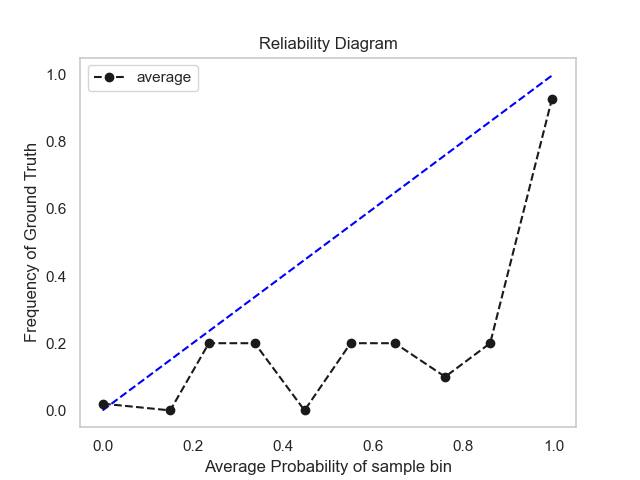 Reliability Diagram
average
1.0
0.8
0.6
0.4
0.2
0.0
Frequency of Ground Truth
0.0 0.2 0.4 0.6 0.8 1.0
Average Probability of sample bin